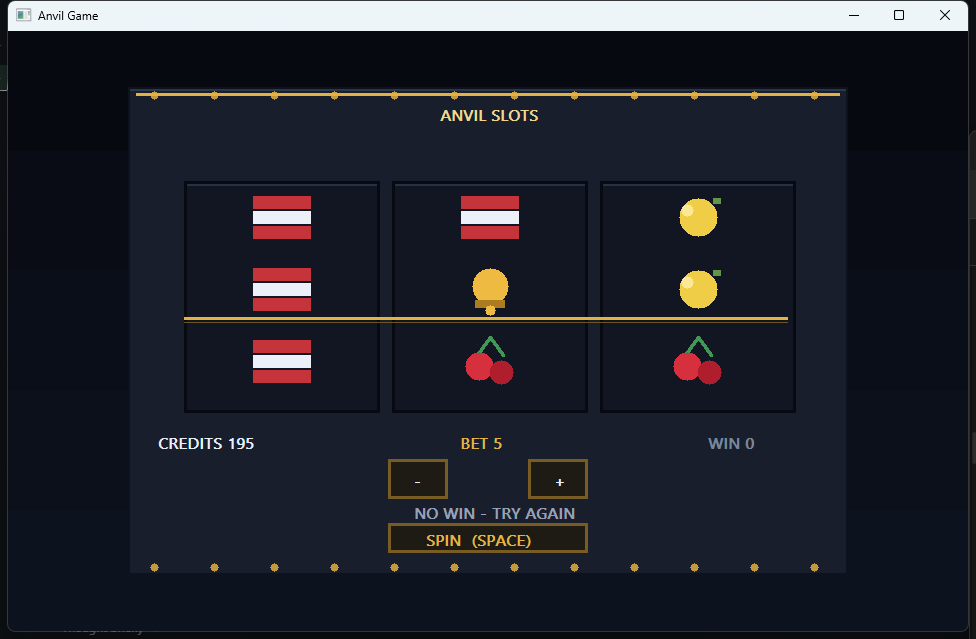 Anvil Game
ANVIL SLOTS
CREDITS 195
BET 5
WIN 0
-
+
NO WIN - TRY AGAIN
SPIN (SPACE)